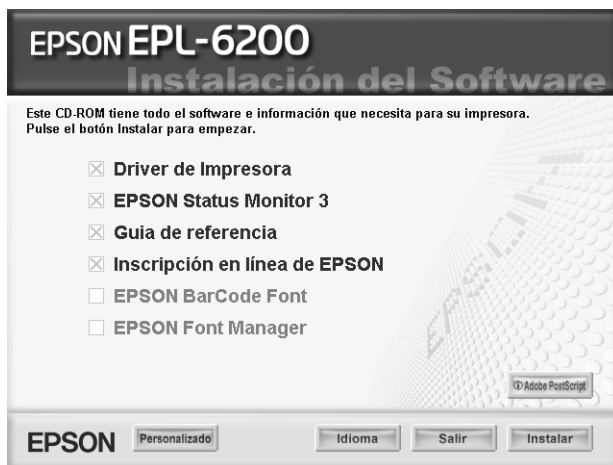 EPSON EPL-6200
Instalación del Software
Este CD-ROM tiene todo el software e información que necesita para su impresora.
Pulse el botón Instalar para empezar.
Driver de Impresora
EPSON Status Monitor 3
Guia de referencia
Inscripción en línea de EPSON
EPSON BarCode Font
EPSON Font Manager
EPSON
Adobe PostScript
EPSON
Personalizado
Idioma
Salir
Instalar